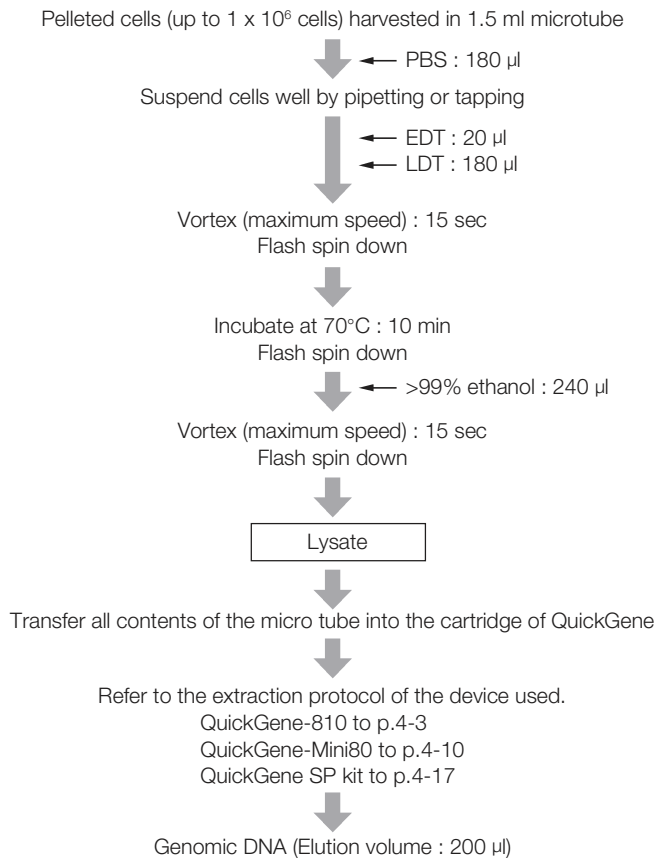 Pelleted cells (up to 1 x 10⁶ cells) harvested in 1.5 ml microtube
PBS : 180 µl
Suspend cells well by pipetting or tapping
EDT : 20 µl
LDT : 180 µl
Vortex (maximum speed) : 15 sec
Flash spin down
Incubate at 70°C : 10 min
Flash spin down
>99% ethanol : 240 µl
Vortex (maximum speed) : 15 sec
Flash spin down
Lysate
Transfer all contents of the micro tube into the cartridge of QuickGene
Refer to the extraction protocol of the device used.
QuickGene-810 to p.4-3
QuickGene-Mini80 to p.4-10
QuickGene SP kit to p.4-17
Genomic DNA (Elution volume : 200 µl)